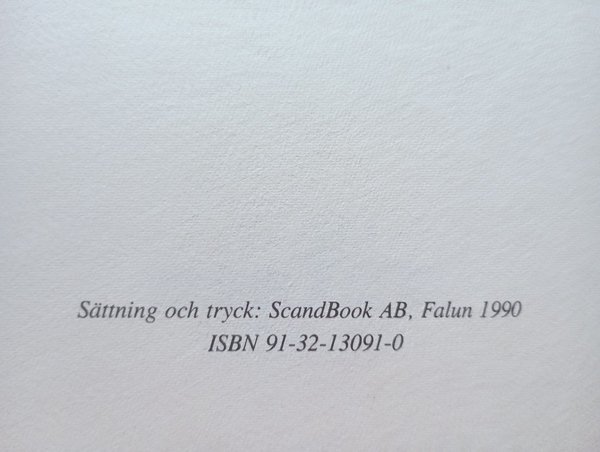 Sättning och tryck: ScandBook AB, Falun 1990
ISBN 91-32-13091-0